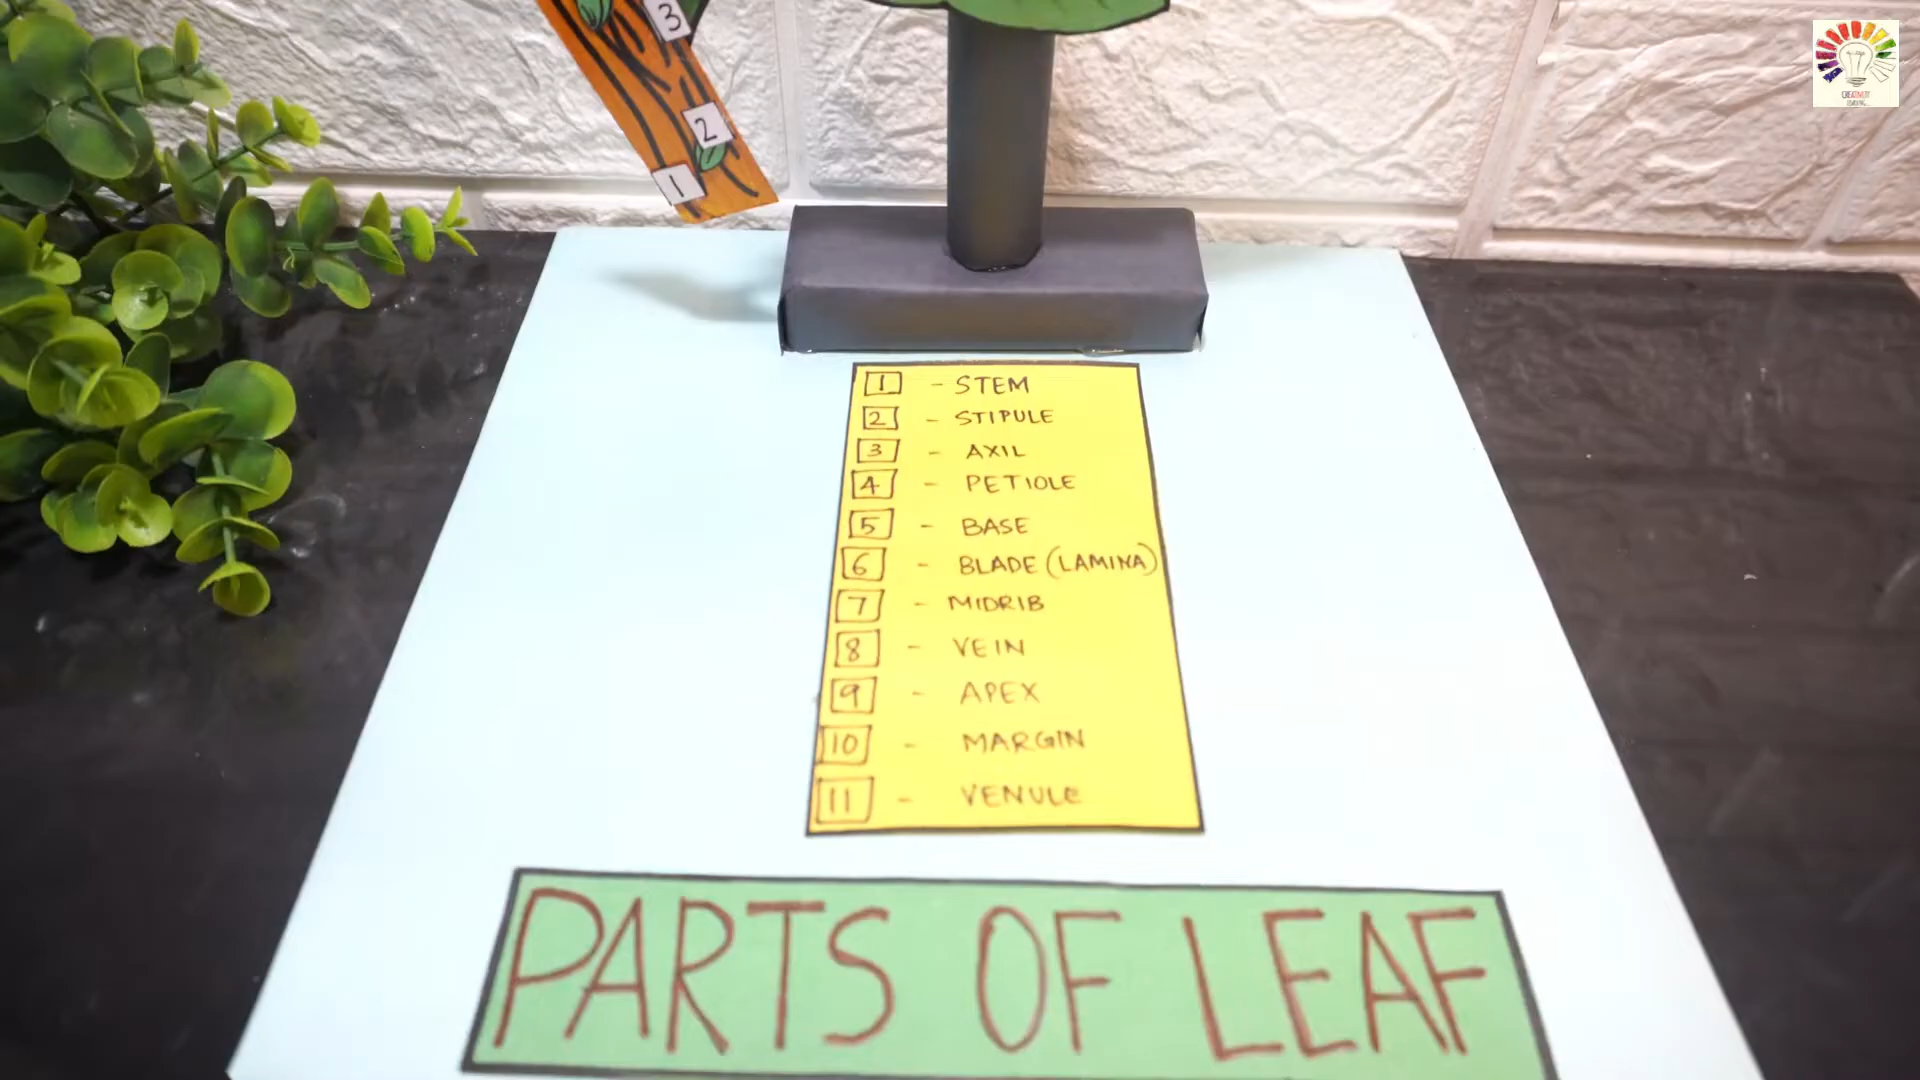 3
2
1
1 - STEM
2 - STIPULE
3 - AXIL
4 - PETIOLE
5 - BASE
6 - BLADE (LAMINA)
7 - MIDRIB
8 - VEIN
9 - APEX
10 - MARGIN
11 - VENULe
PARTS OF LEAF